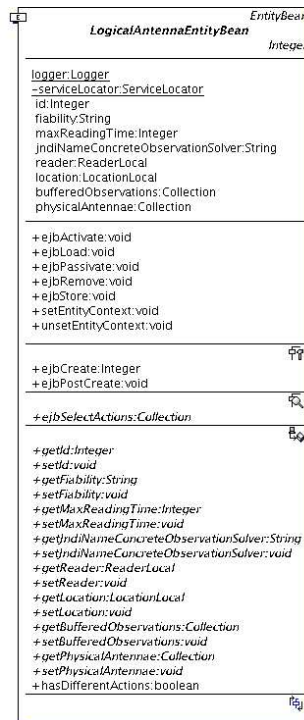 EntityBean
LogicalAntennaEntityBean
Integer
logger:Logger
-serviceLocator:ServiceLocator
id:Integer
fiability:String
maxReadingTime:Integer
jndiNameConcreteObservationSolver:String
reader:ReaderLocal
location:LocationLocal
bufferedObservations:Collection
physicalAntennae:Collection
+ejbActivate:void
+ejbLoad:void
+ejbPassivate:void
+ejbRemove:void
+ejbStore:void
+setEntityContext:void
+unsetEntityContext:void
+ejbCreate:Integer
+ejbPostCreate:void
+ejbSelectActions:Collection
+getId:Integer
+setId:void
+getFiability:String
+setFiability:void
+getMaxReadingTime:Integer
+setMaxReadingTime:void
+getJndiNameConcreteObservationSolver:String
+setJndiNameConcreteObservationSolver:void
+getReader:ReaderLocal
+setReader:void
+getLocation:LocationLocal
+setLocation:void
+getBufferedObservations:Collection
+setBufferedObservations:void
+getPhysicalAntennae:Collection
+setPhysicalAntennae:void
+hasDifferentActions:boolean